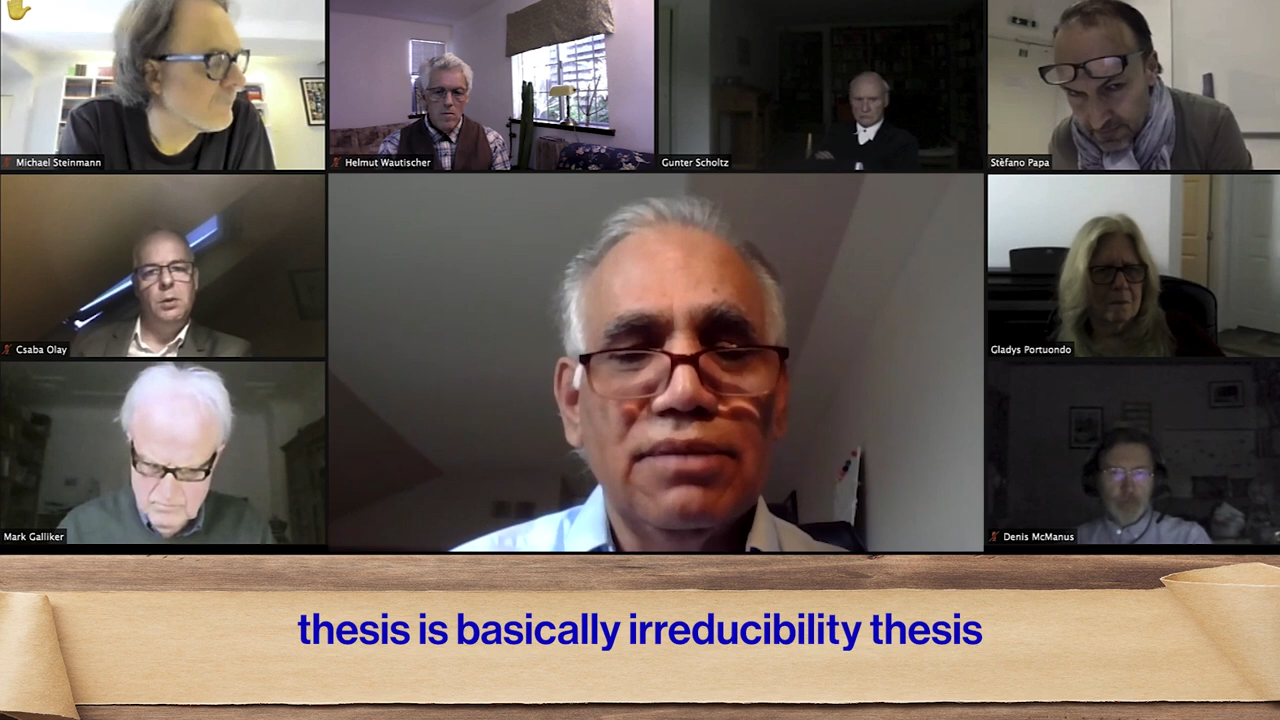 Michael Steinmann
Helmut Wautischer
Gunter Scholtz
Stèfano Papa
Csaba Olay
Gladys Portuondo
Mark Galliker
Denis McManus
thesis is basically irreducibility thesis